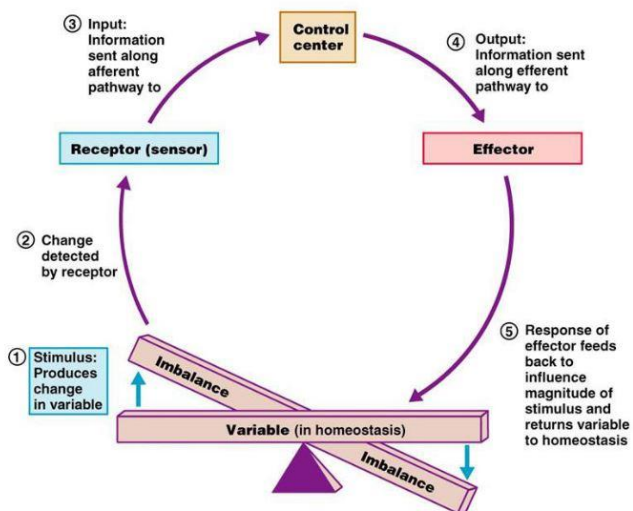 ③ Input:
Information
sent along
afferent
pathway to
Control
center
④ Output:
Information sent
along efferent
pathway to
Receptor (sensor)
Effector
② Change
detected
by receptor
① Stimulus:
Produces
change
in variable
Imbalance
Variable (in homeostasis)
Imbalance
⑤ Response of
effector feeds
back to
influence
magnitude of
stimulus and
returns variable
to homeostasis